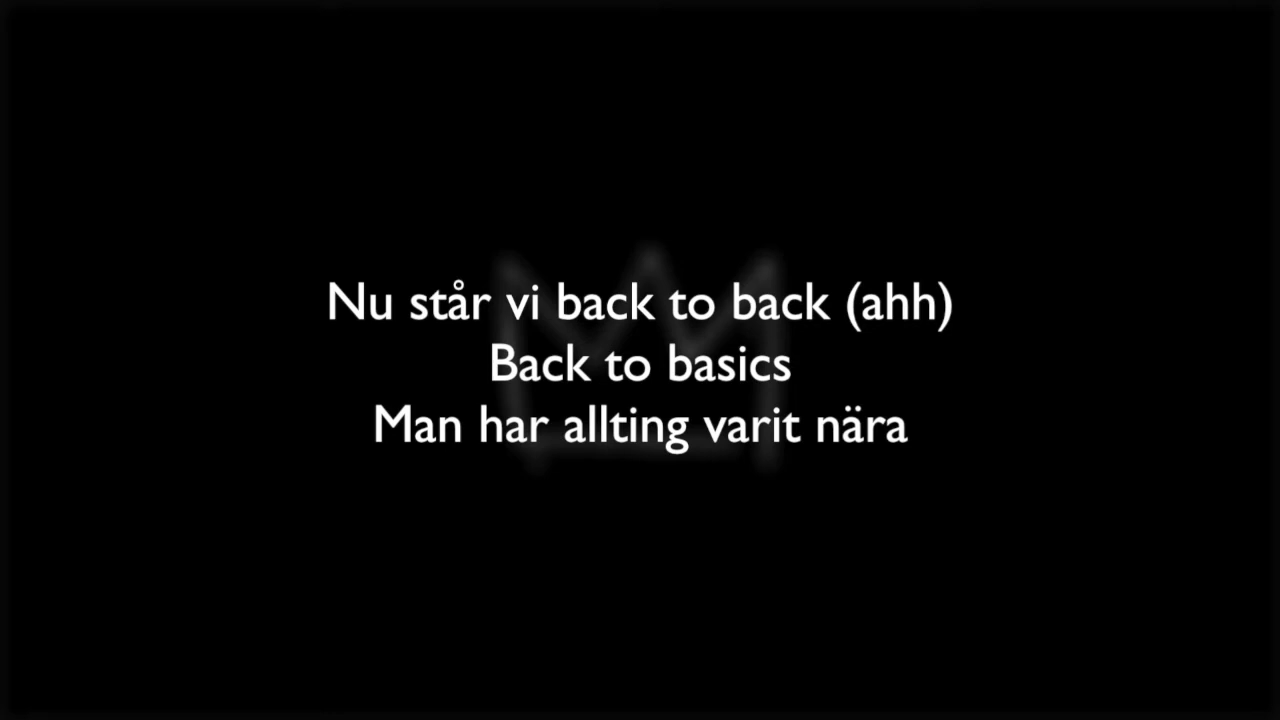 Nu står vi back to back (ahh)
Back to basics
Man har allting varit nära